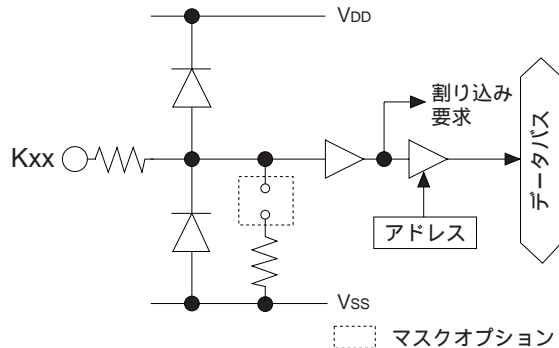 VDD
割り込み
要求
Kxx
データバス
アドレス
VSS
マスクオプション